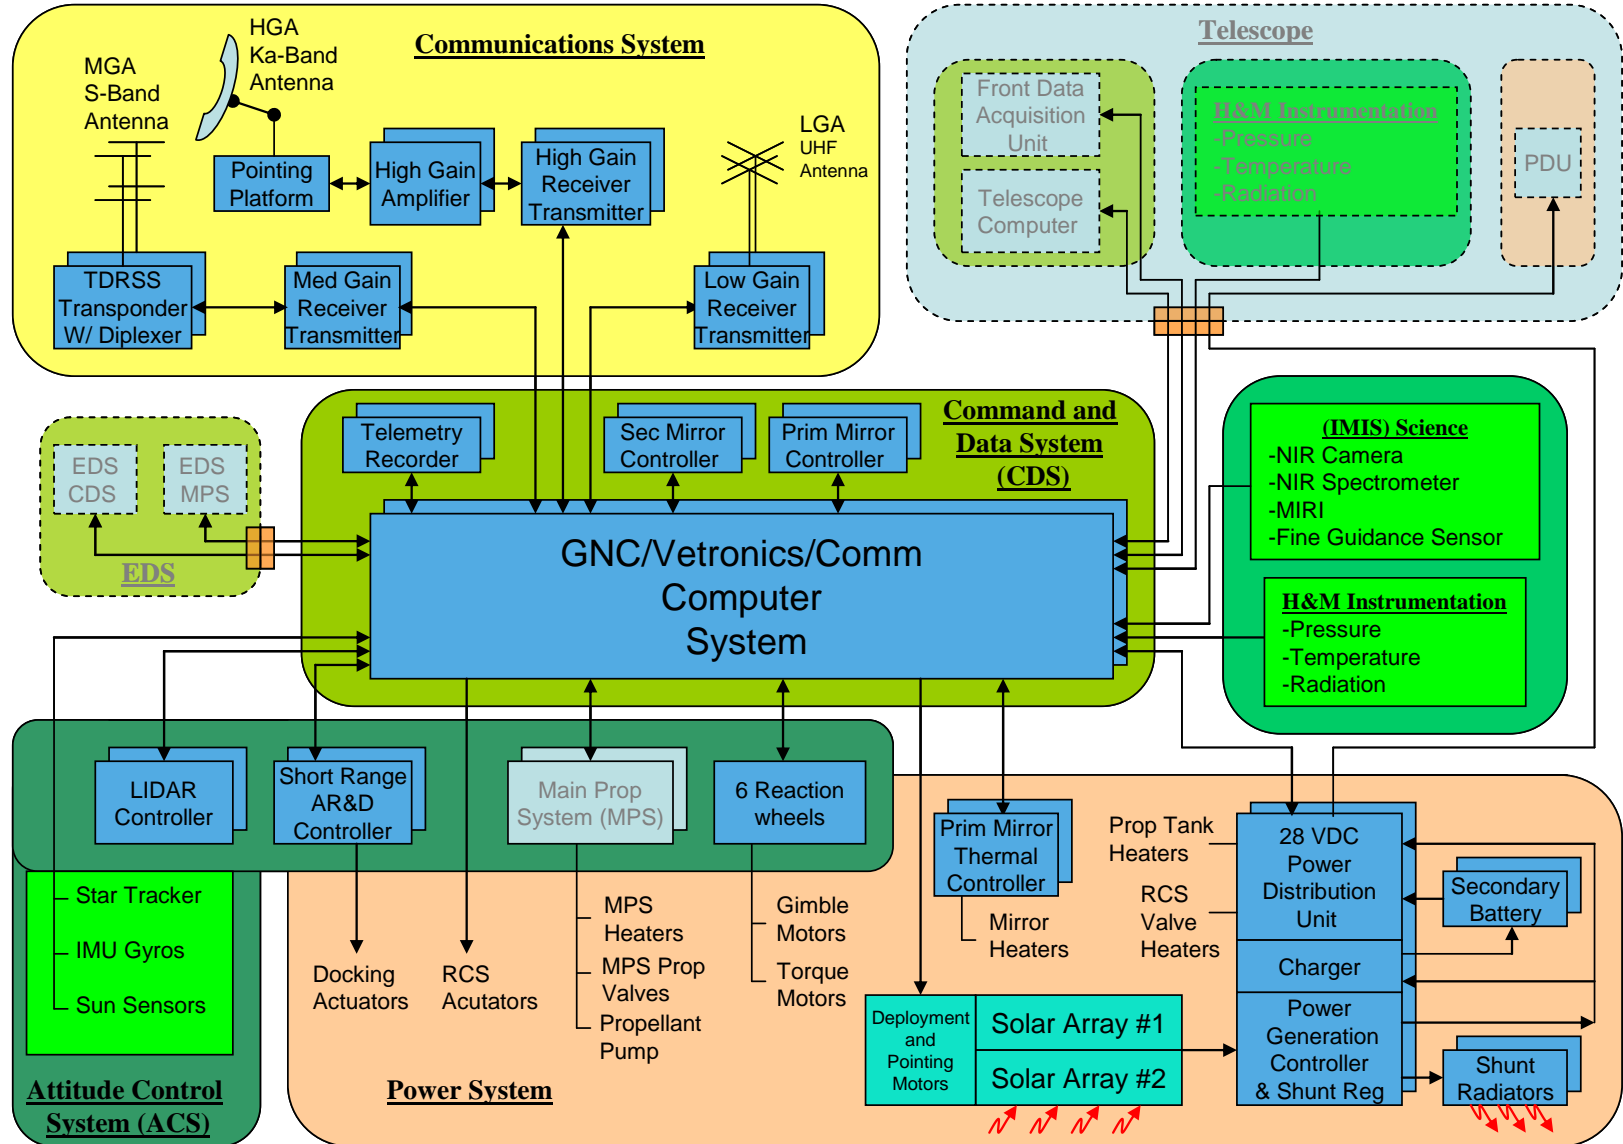 Communications System
HGA
Ka-Band
Antenna
MGA
S-Band
Antenna
LGA
UHF
Antenna
Pointing
Platform
High Gain
Amplifier
High Gain
Receiver
Transmitter
TDRSS
Transponder
W/ Diplexer
Med Gain
Receiver
Transmitter
Low Gain
Receiver
Transmitter
Telescope
Front Data
Acquisition
Unit
Telescope
Computer
H&M Instrumentation
-Pressure
-Temperature
-Radiation
PDU
EDS
CDS
EDS
MPS
EDS
Telemetry
Recorder
Sec Mirror
Controller
Prim Mirror
Controller
Command and
Data System
(CDS)
GNC/Vetronics/Comm
Computer
System
(IMIS) Science
-NIR Camera
-NIR Spectrometer
-MIRI
-Fine Guidance Sensor
H&M Instrumentation
-Pressure
-Temperature
-Radiation
LIDAR
Controller
Short Range
AR&D
Controller
Main Prop
System (MPS)
6 Reaction
wheels
Star Tracker
IMU Gyros
Sun Sensors
Attitude Control
System (ACS)
Docking
Actuators
RCS
Acutators
MPS
Heaters
MPS Prop
Valves
Propellant
Pump
Gimble
Motors
Torque
Motors
Prim Mirror
Thermal
Controller
Mirror
Heaters
Prop Tank
Heaters
RCS
Valve
Heaters
28 VDC
Power
Distribution
Unit
Charger
Power
Generation
Controller
& Shunt Reg
Secondary
Battery
Shunt
Radiators
Deployment
and
Pointing
Motors
Solar Array #1
Solar Array #2
Power System